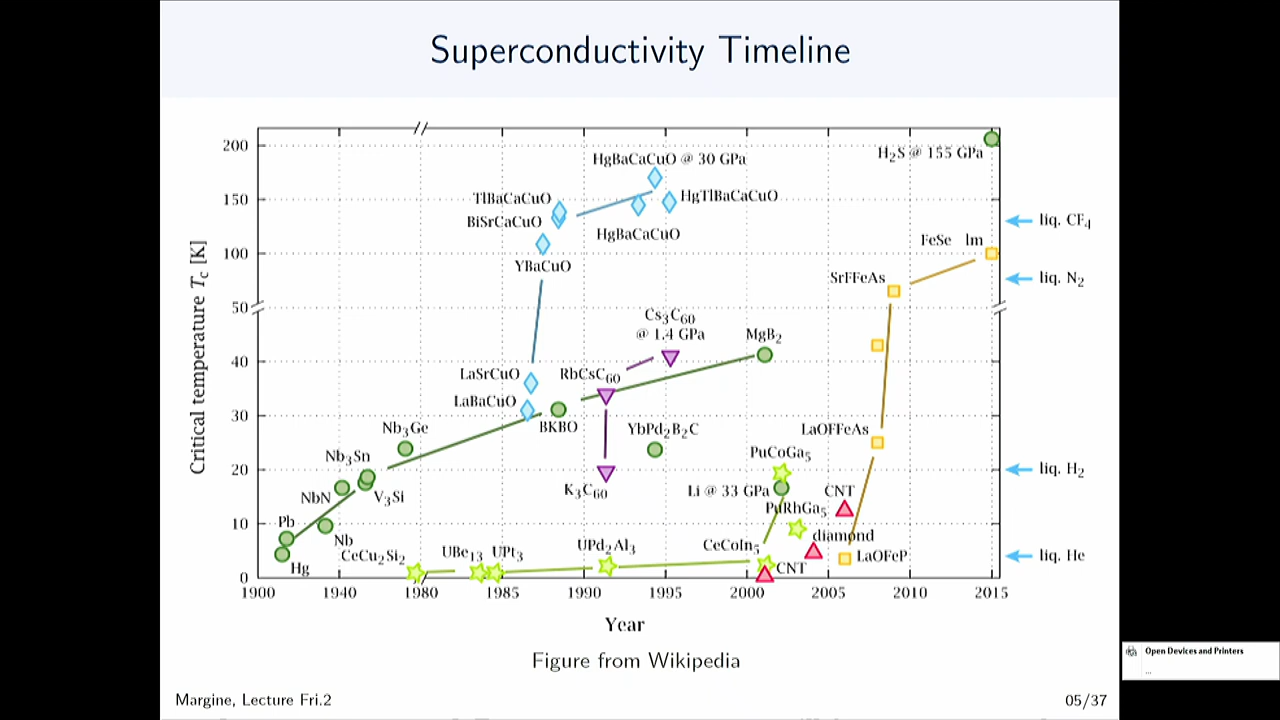 Superconductivity Timeline
200
150
100
50
40
30
20
10
0
Critical temperature Tc [K]
HgBaCaCuO @ 30 GPa
H2S @ 155 GPa
TlBaCaCuO
HgTlBaCaCuO
BiSrCaCuO
HgBaCaCuO
liq. CF4
YBaCuO
FeSe lm
SrFFeAs
liq. N2
Cs3C60
@ 1.4 GPa
MgB2
LaSrCuO
RbCsC60
LaBaCuO
BKBO
Nb3Ge
YbPd2B2C
LaOFFeAs
Nb3Sn
PuCoGa5
liq. H2
NbN
V3Si
K3C60
Li @ 33 GPa
CNT
Pb
PuRhGa5
Nb
diamond
CeCu2Si2
UBe13
UPt3
UPd2Al3
CeCoIn5
LaOFeP
liq. He
Hg
CNT
1900
1940
1980
1985
1990
1995
2000
2005
2010
2015
Year
Figure from Wikipedia
Open Devices and Printers
...
Margine, Lecture Fri.2
05/37